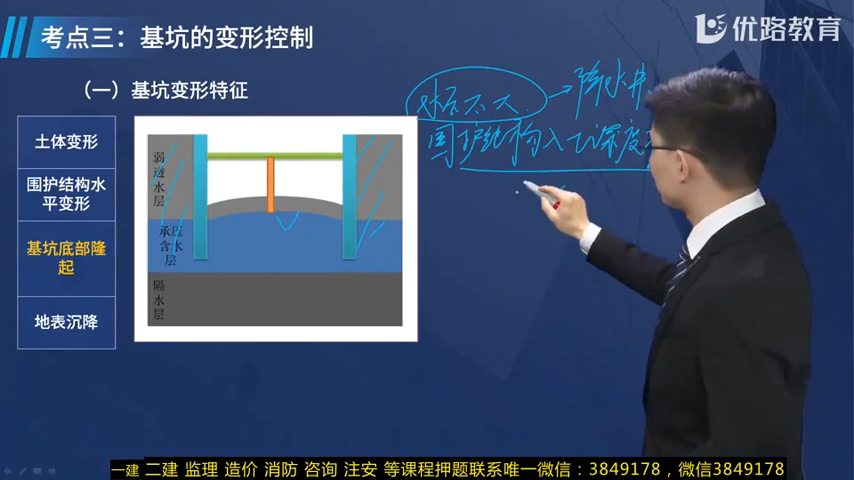 考点三：基坑的变形控制
优路教育
（一）基坑变形特征
土体变形
围护结构水平变形
基坑底部隆起
地表沉降
弱透水层
承压含水层
隔水层
水压不大→降水井
围护结构入土深度
一建 二建 监理 造价 消防 咨询 注安 等课程押题联系唯一微信：3849178，微信3849178